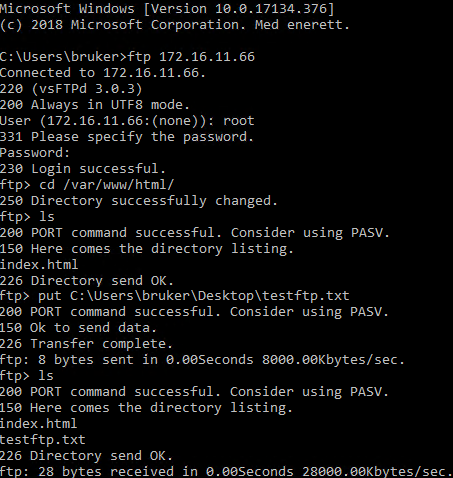 Microsoft Windows [Version 10.0.17134.376]
(c) 2018 Microsoft Corporation. Med enerett.
C:\Users\bruker>ftp 172.16.11.66
Connected to 172.16.11.66.
220 (vsFTPd 3.0.3)
200 Always in UTF8 mode.
User (172.16.11.66:(none)): root
331 Please specify the password.
Password:
230 Login successful.
ftp> cd /var/www/html/
250 Directory successfully changed.
ftp> ls
200 PORT command successful. Consider using PASV.
150 Here comes the directory listing.
index.html
226 Directory send OK.
ftp> put C:\Users\bruker\Desktop\testftp.txt
200 PORT command successful. Consider using PASV.
150 Ok to send data.
226 Transfer complete.
ftp: 8 bytes sent in 0.00Seconds 8000.00Kbytes/sec.
ftp> ls
200 PORT command successful. Consider using PASV.
150 Here comes the directory listing.
index.html
testftp.txt
226 Directory send OK.
ftp: 28 bytes received in 0.00Seconds 28000.00Kbytes/sec.